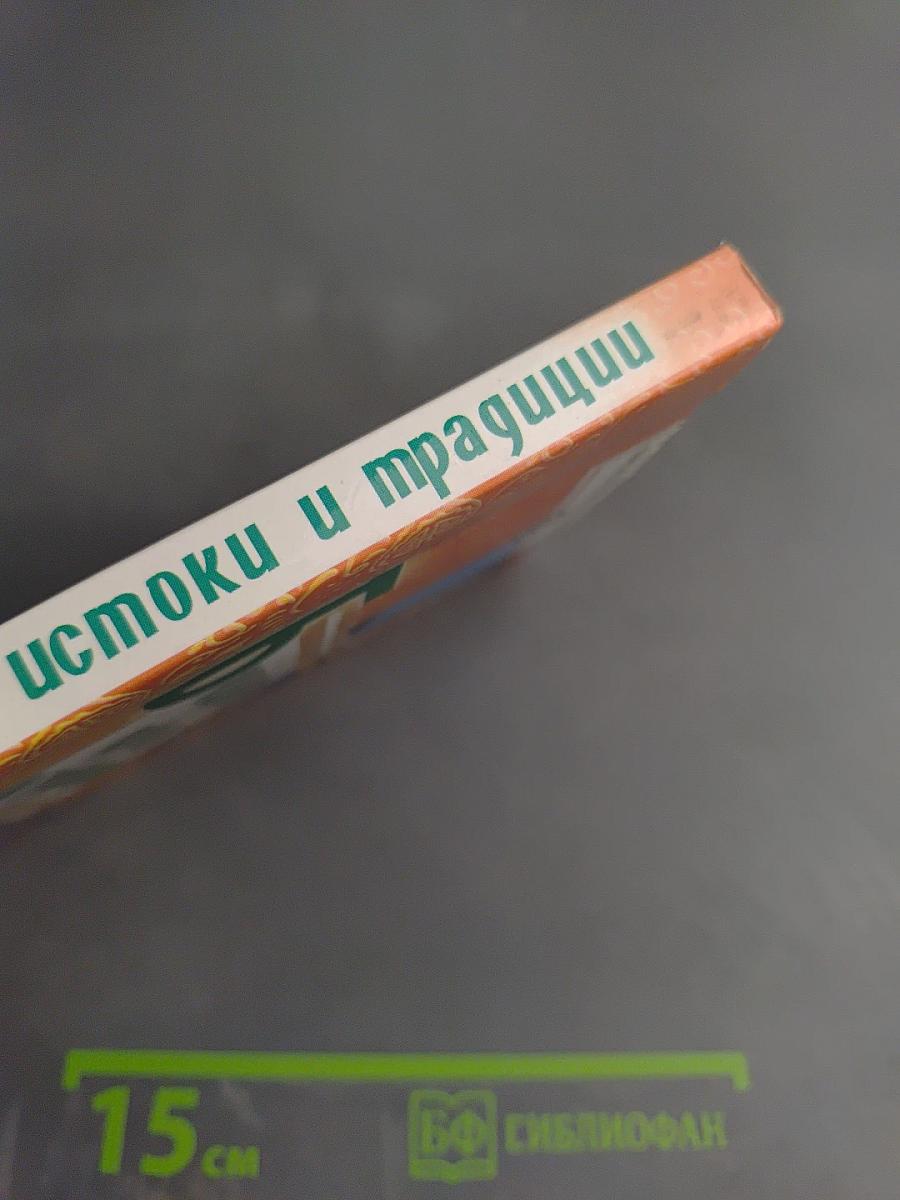 истоки и традиции
15 см
БФ БИБЛИОФАН